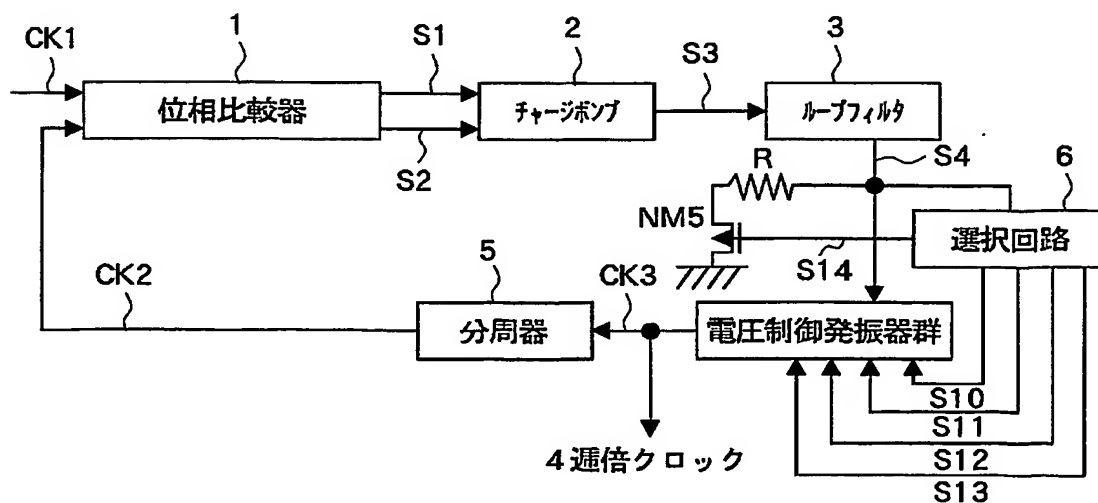 CK1
1
S1
2
S3
3
位相比較器
チャージポンプ
ループフィルタ
S2
S4
R
6
NM5
選択回路
S14
CK2
5
CK3
分周器
電圧制御発振器群
S10
S11
4逓倍クロック
S12
S13